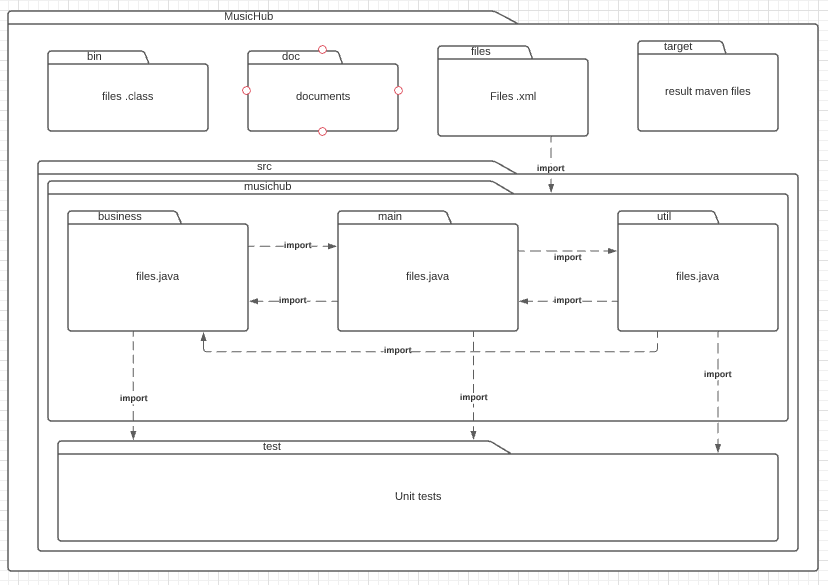 MusicHub
bin
doc
files
target
files .class
documents
Files .xml
result maven files
import
src
musichub
business
main
util
import
import
files.java
files.java
files.java
import
import
import
import
import
import
test
Unit tests